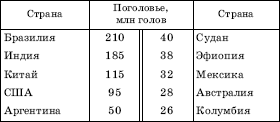 Страна Поголовье, млн голов Страна
Бразилия 210 40 Судан
Индия 185 38 Эфиопия
Китай 115 32 Мексика
США 95 28 Австралия
Аргентина 50 26 Колумбия